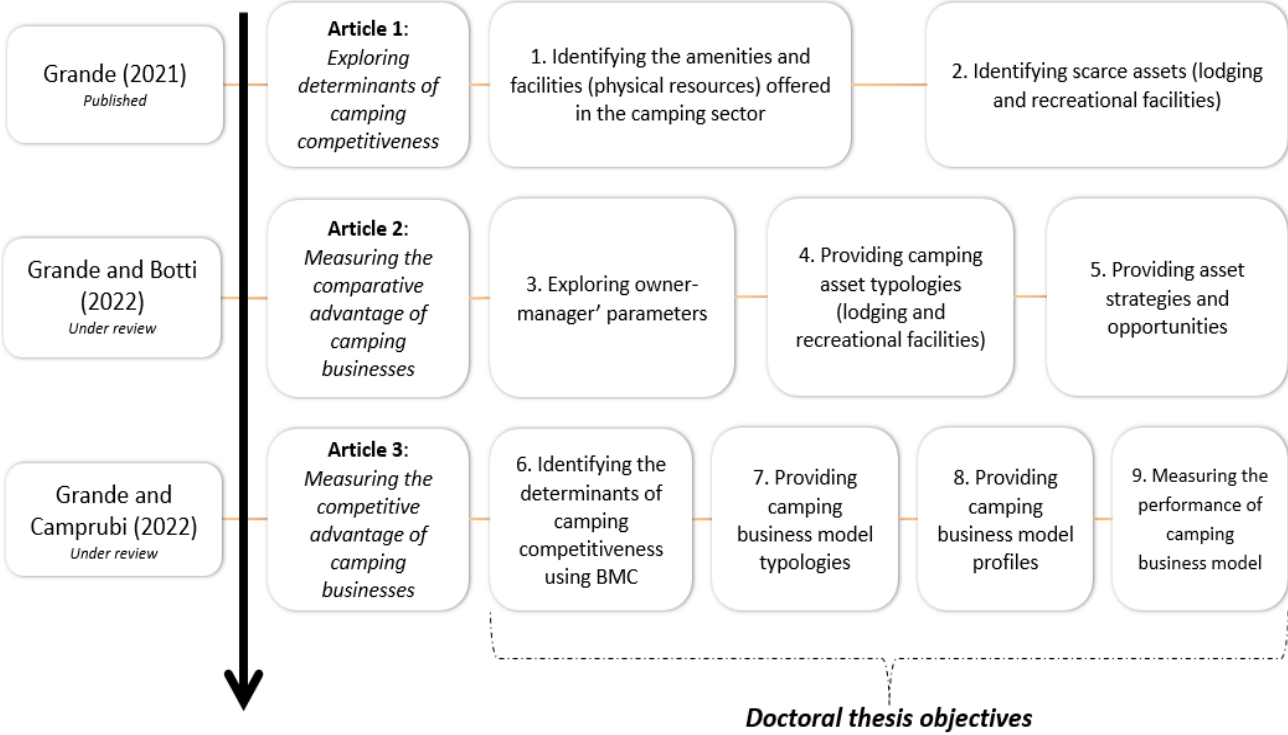 Grande (2021)
Published
Article 1:
Exploring
determinants of
camping
competitiveness
1. Identifying the amenities and
facilities (physical resources) offered
in the camping sector
2. Identifying scarce assets (lodging
and recreational facilities)
Grande and Botti
(2022)
Under review
Article 2:
Measuring the
comparative
advantage of
camping
businesses
3. Exploring owner-
manager’ parameters
4. Providing camping
asset typologies
(lodging and
recreational facilities)
5. Providing asset
strategies and
opportunities
Grande and
Camprubi (2022)
Under review
Article 3:
Measuring the
competitive
advantage of
camping
businesses
6. Identifying the
determinants of
camping
competitiveness
using BMC
7. Providing
camping
business model
typologies
8. Providing
camping
business model
profiles
9. Measuring the
performance of
camping
business model
Doctoral thesis objectives